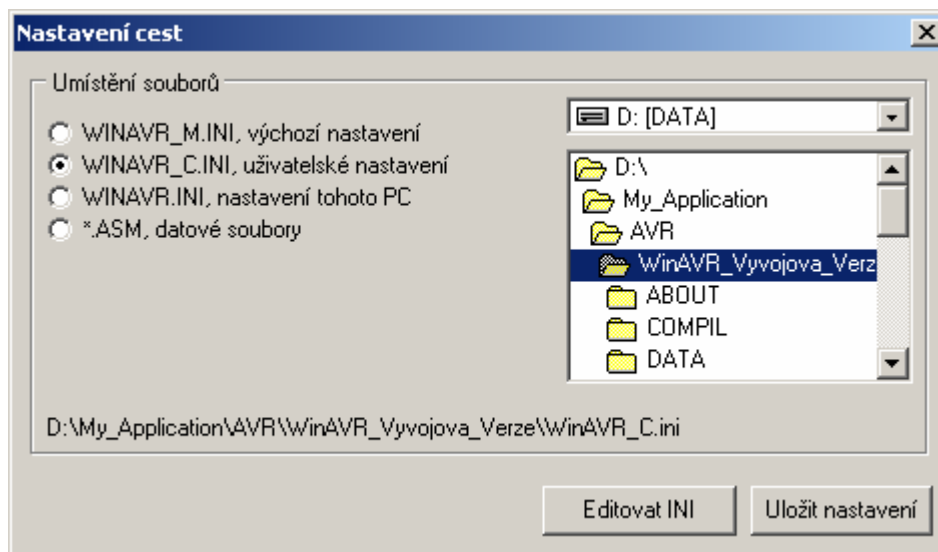 Nastavení cest
Umístění souborů
WINAVR_M.INI, výchozí nastavení
WINAVR_C.INI, uživatelské nastavení
WINAVR.INI, nastavení tohoto PC
*.ASM, datové soubory
D: [DATA]
D:\
My_Application
AVR
WinAVR_Vyvojova_Verz
ABOUT
COMPIL
DATA
D:\My_Application\AVR\WinAVR_Vyvojova_Verze\WinAVR_C.ini
Editovat INI
Uložit nastavení